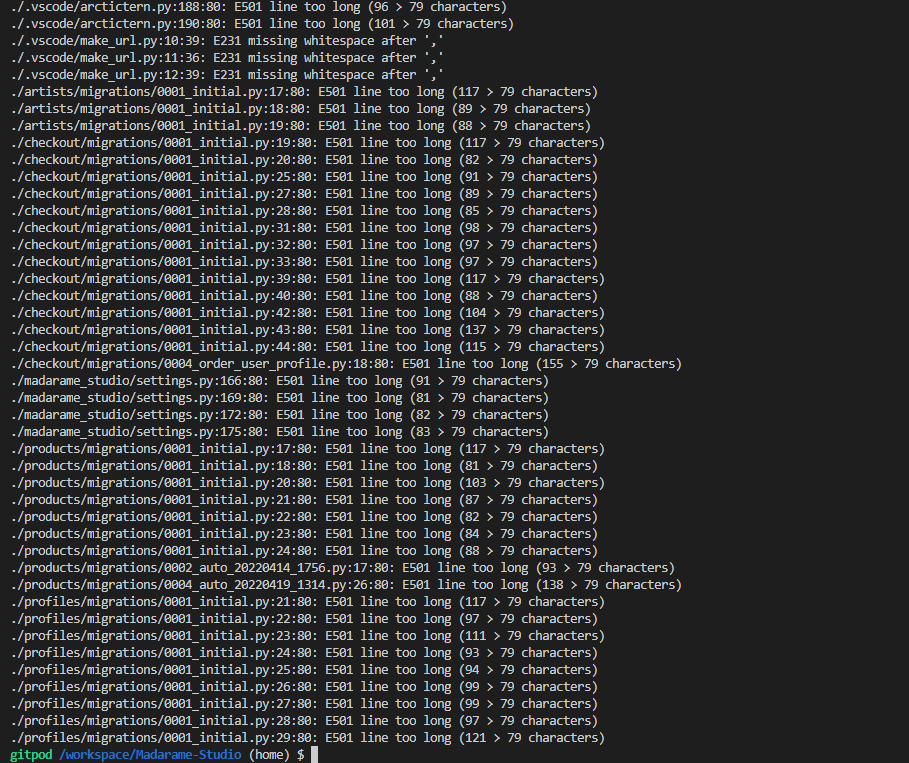 ./.vscode/arctictern.py:188:80: E501 line too long (96 > 79 characters)
./.vscode/arctictern.py:190:80: E501 line too long (101 > 79 characters)
./.vscode/make_url.py:10:39: E231 missing whitespace after ','
./.vscode/make_url.py:11:36: E231 missing whitespace after ','
./.vscode/make_url.py:12:39: E231 missing whitespace after ','
./artists/migrations/0001_initial.py:17:80: E501 line too long (117 > 79 characters)
./artists/migrations/0001_initial.py:18:80: E501 line too long (89 > 79 characters)
./artists/migrations/0001_initial.py:19:80: E501 line too long (88 > 79 characters)
./checkout/migrations/0001_initial.py:19:80: E501 line too long (117 > 79 characters)
./checkout/migrations/0001_initial.py:20:80: E501 line too long (82 > 79 characters)
./checkout/migrations/0001_initial.py:25:80: E501 line too long (91 > 79 characters)
./checkout/migrations/0001_initial.py:27:80: E501 line too long (89 > 79 characters)
./checkout/migrations/0001_initial.py:28:80: E501 line too long (85 > 79 characters)
./checkout/migrations/0001_initial.py:31:80: E501 line too long (98 > 79 characters)
./checkout/migrations/0001_initial.py:32:80: E501 line too long (97 > 79 characters)
./checkout/migrations/0001_initial.py:33:80: E501 line too long (97 > 79 characters)
./checkout/migrations/0001_initial.py:39:80: E501 line too long (117 > 79 characters)
./checkout/migrations/0001_initial.py:40:80: E501 line too long (88 > 79 characters)
./checkout/migrations/0001_initial.py:42:80: E501 line too long (104 > 79 characters)
./checkout/migrations/0001_initial.py:43:80: E501 line too long (137 > 79 characters)
./checkout/migrations/0001_initial.py:44:80: E501 line too long (115 > 79 characters)
./checkout/migrations/0004_order_user_profile.py:18:80: E501 line too long (155 > 79 characters)
./madarame_studio/settings.py:166:80: E501 line too long (91 > 79 characters)
./madarame_studio/settings.py:169:80: E501 line too long (81 > 79 characters)
./madarame_studio/settings.py:172:80: E501 line too long (82 > 79 characters)
./madarame_studio/settings.py:175:80: E501 line too long (83 > 79 characters)
./products/migrations/0001_initial.py:17:80: E501 line too long (117 > 79 characters)
./products/migrations/0001_initial.py:18:80: E501 line too long (81 > 79 characters)
./products/migrations/0001_initial.py:20:80: E501 line too long (103 > 79 characters)
./products/migrations/0001_initial.py:21:80: E501 line too long (87 > 79 characters)
./products/migrations/0001_initial.py:22:80: E501 line too long (82 > 79 characters)
./products/migrations/0001_initial.py:23:80: E501 line too long (84 > 79 characters)
./products/migrations/0001_initial.py:24:80: E501 line too long (88 > 79 characters)
./products/migrations/0002_auto_20220414_1756.py:17:80: E501 line too long (93 > 79 characters)
./products/migrations/0004_auto_20220419_1314.py:26:80: E501 line too long (138 > 79 characters)
./profiles/migrations/0001_initial.py:21:80: E501 line too long (117 > 79 characters)
./profiles/migrations/0001_initial.py:22:80: E501 line too long (97 > 79 characters)
./profiles/migrations/0001_initial.py:23:80: E501 line too long (111 > 79 characters)
./profiles/migrations/0001_initial.py:24:80: E501 line too long (93 > 79 characters)
./profiles/migrations/0001_initial.py:25:80: E501 line too long (94 > 79 characters)
./profiles/migrations/0001_initial.py:26:80: E501 line too long (99 > 79 characters)
./profiles/migrations/0001_initial.py:27:80: E501 line too long (99 > 79 characters)
./profiles/migrations/0001_initial.py:28:80: E501 line too long (97 > 79 characters)
./profiles/migrations/0001_initial.py:29:80: E501 line too long (121 > 79 characters)
gitpod /workspace/Madarame-Studio (home) $